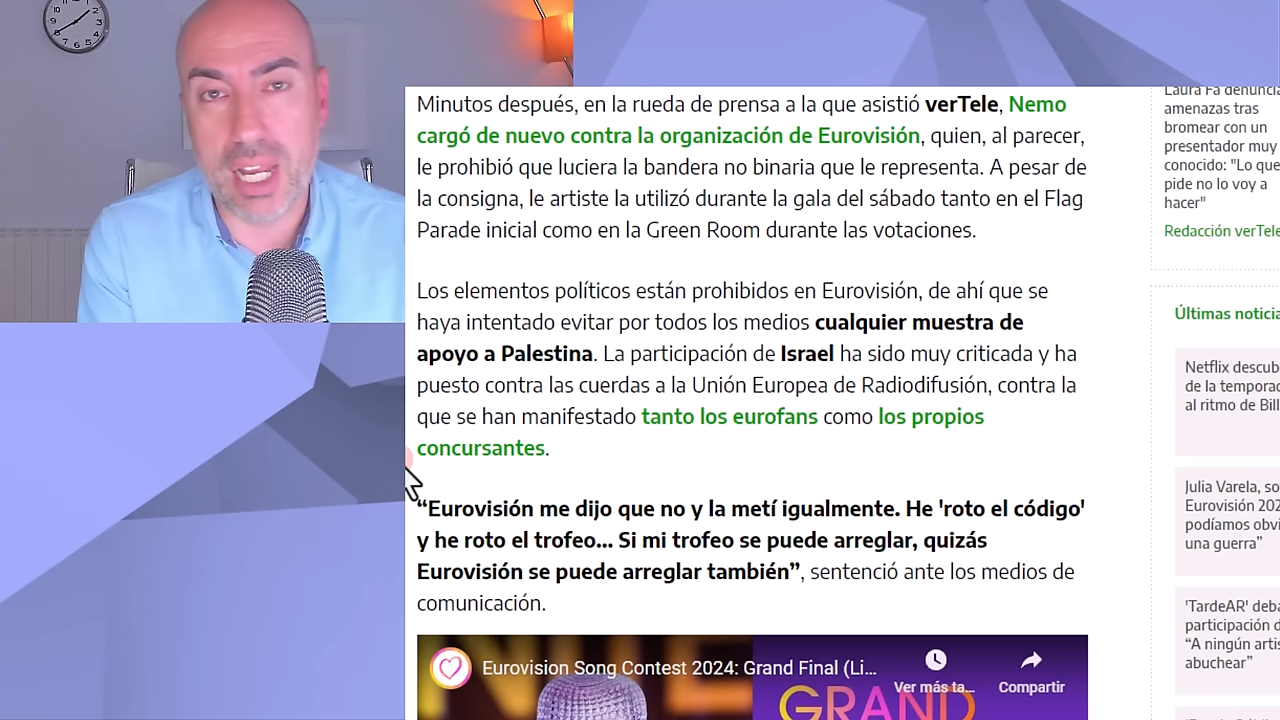 Minutos después, en la rueda de prensa a la que asistió verTele, Nemo
cargó de nuevo contra la organización de Eurovisión, quien, al parecer,
le prohibió que luciera la bandera no binaria que le representa. A pesar de
la consigna, le artiste la utilizó durante la gala del sábado tanto en el Flag
Parade inicial como en la Green Room durante las votaciones.
Los elementos políticos están prohibidos en Eurovisión, de ahí que se
haya intentado evitar por todos los medios cualquier muestra de
apoyo a Palestina. La participación de Israel ha sido muy criticada y ha
puesto contra las cuerdas a la Unión Europea de Radiodifusión, contra la
que se han manifestado tanto los eurofans como los propios
concursantes.
“Eurovisión me dijo que no y la metí igualmente. He 'roto el código'
y he roto el trofeo... Si mi trofeo se puede arreglar, quizás
Eurovisión se puede arreglar también”, sentenció ante los medios de
comunicación.
Eurovision Song Contest 2024: Grand Final (Li...
Ver más ta...
Compartir
GRAND
Laura Fa denuncia
amenazas tras
bromear con un
presentador muy
conocido: "Lo que
pide no lo voy a
hacer"
Redacción verTele
Últimas noticia
Netflix descub
de la temporad
al ritmo de Bill
Julia Varela, so
Eurovisión 202
podíamos obvi
una guerra”
'TardeAR' deba
participación d
“A ningún artis
abuchear”